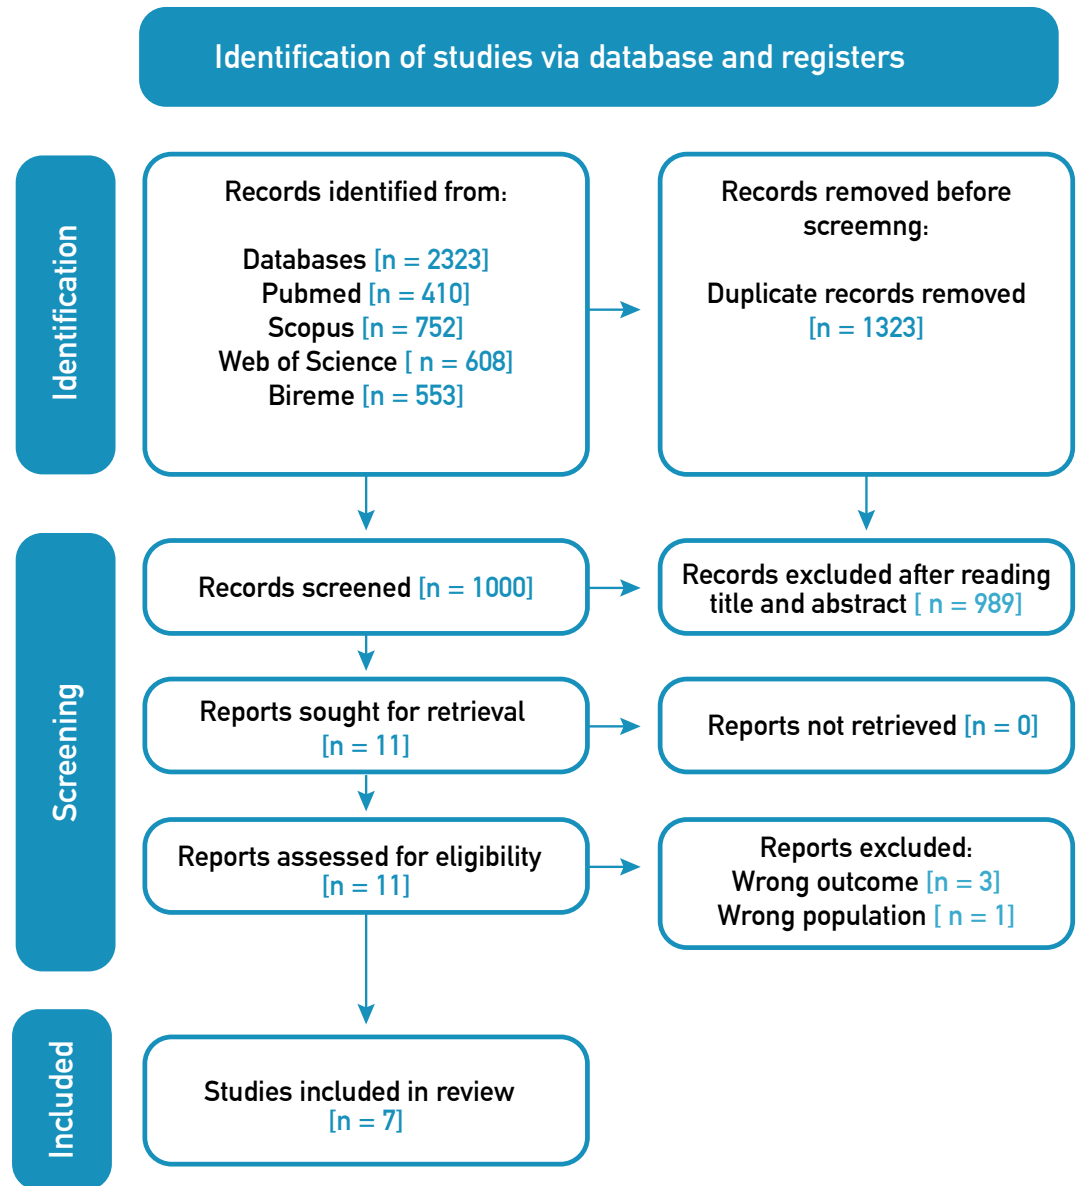 Identification of studies via database and registers
Identification
Records identified from:
Databases [n = 2323]
Pubmed [n = 410]
Scopus [n = 752]
Web of Science [ n = 608]
Bireme [n = 553]
Records removed before
screemng:
Duplicate records removed
[n = 1323]
Screening
Records screened [n = 1000]
Records excluded after reading
title and abstract [ n = 989]
Reports sought for retrieval
[n = 11]
Reports not retrieved [n = 0]
Reports assessed for eligibility
[n = 11]
Reports excluded:
Wrong outcome [n = 3]
Wrong population [ n = 1]
Included
Studies included in review
[n = 7]